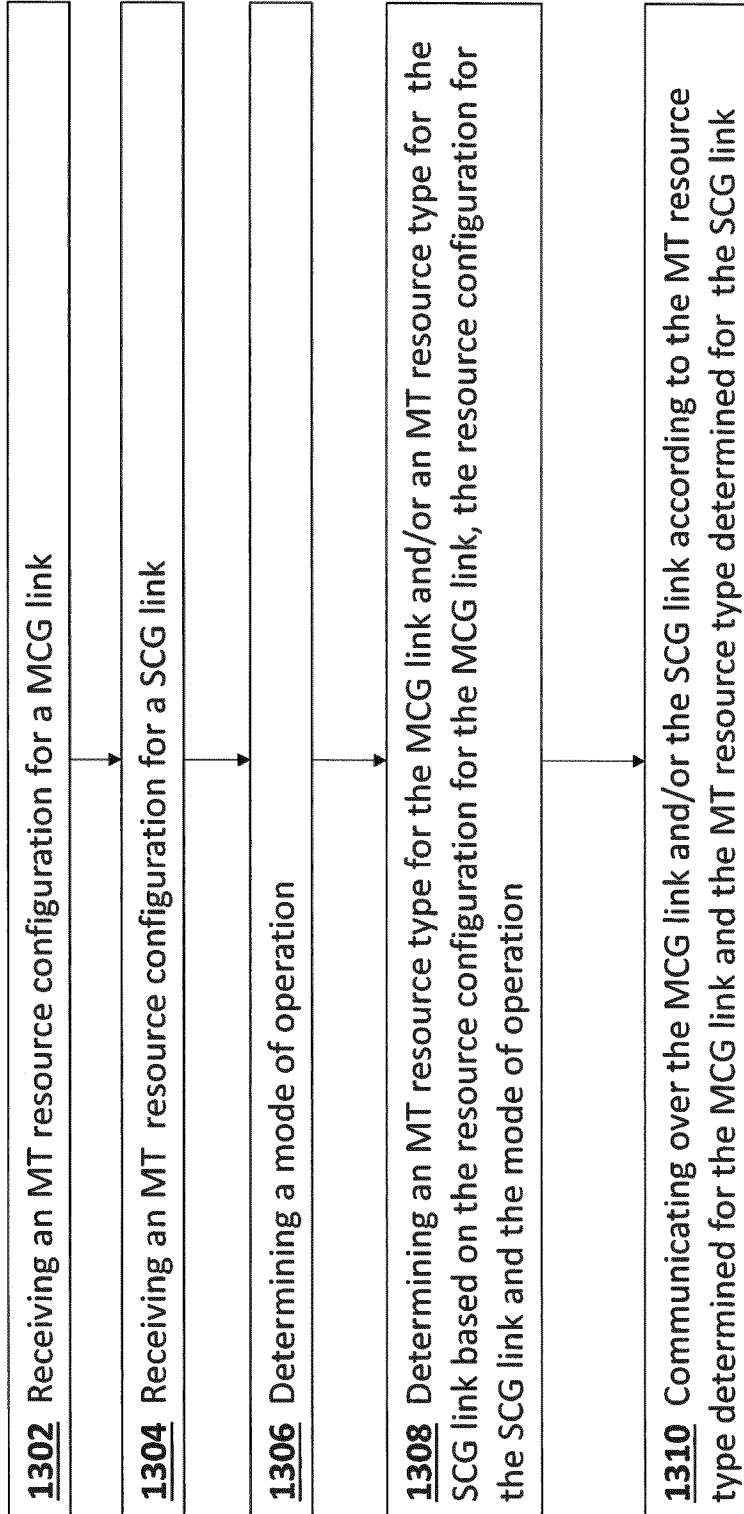 1302 Receiving an MT resource configuration for a MCG link
1304 Receiving an MT resource configuration for a SCG link
1306 Determining a mode of operation
1308 Determining an MT resource type for the MCG link and/or an MT resource type for the
SCG link based on the resource configuration for the MCG link, the resource configuration for
the SCG link and the mode of operation
1310 Communicating over the MCG link and/or the SCG link according to the MT resource
type determined for the MCG link and the MT resource type determined for the SCG link